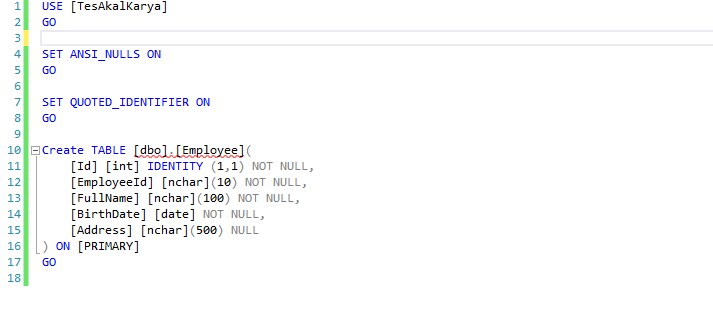 1 USE [TesAkalKarya]
2 GO
3
4 SET ANSI_NULLS ON
5 GO
6
7 SET QUOTED_IDENTIFIER ON
8 GO
9
10 Create TABLE [dbo].[Employee](
11 [Id] [int] IDENTITY (1,1) NOT NULL,
12 [EmployeeId] [nchar](10) NOT NULL,
13 [FullName] [nchar](100) NOT NULL,
14 [BirthDate] [date] NOT NULL,
15 [Address] [nchar](500) NULL
16 ) ON [PRIMARY]
17 GO
18